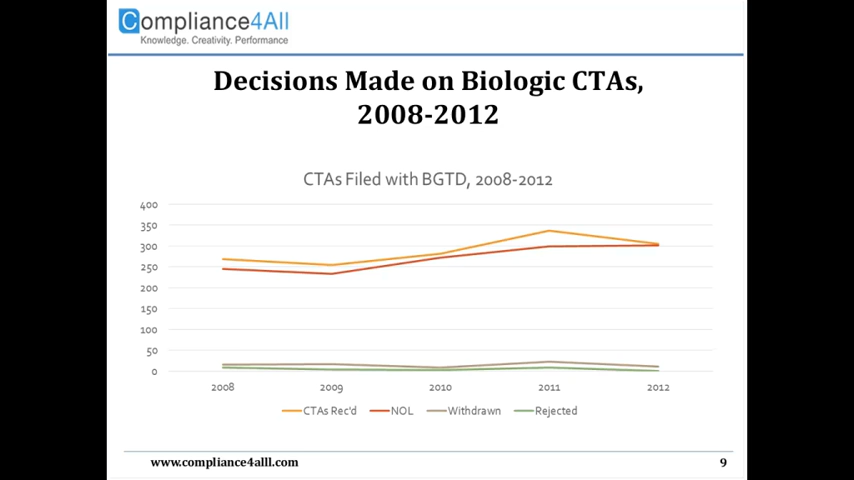 Compliance4All
Knowledge. Creativity. Performance
Decisions Made on Biologic CTAs,
2008-2012
CTAs Filed with BGTD, 2008-2012
400
350
300
250
200
150
100
50
0
2008 2009 2010 2011 2012
CTAs Rec'd NOL Withdrawn Rejected
www.compliance4alll.com 9